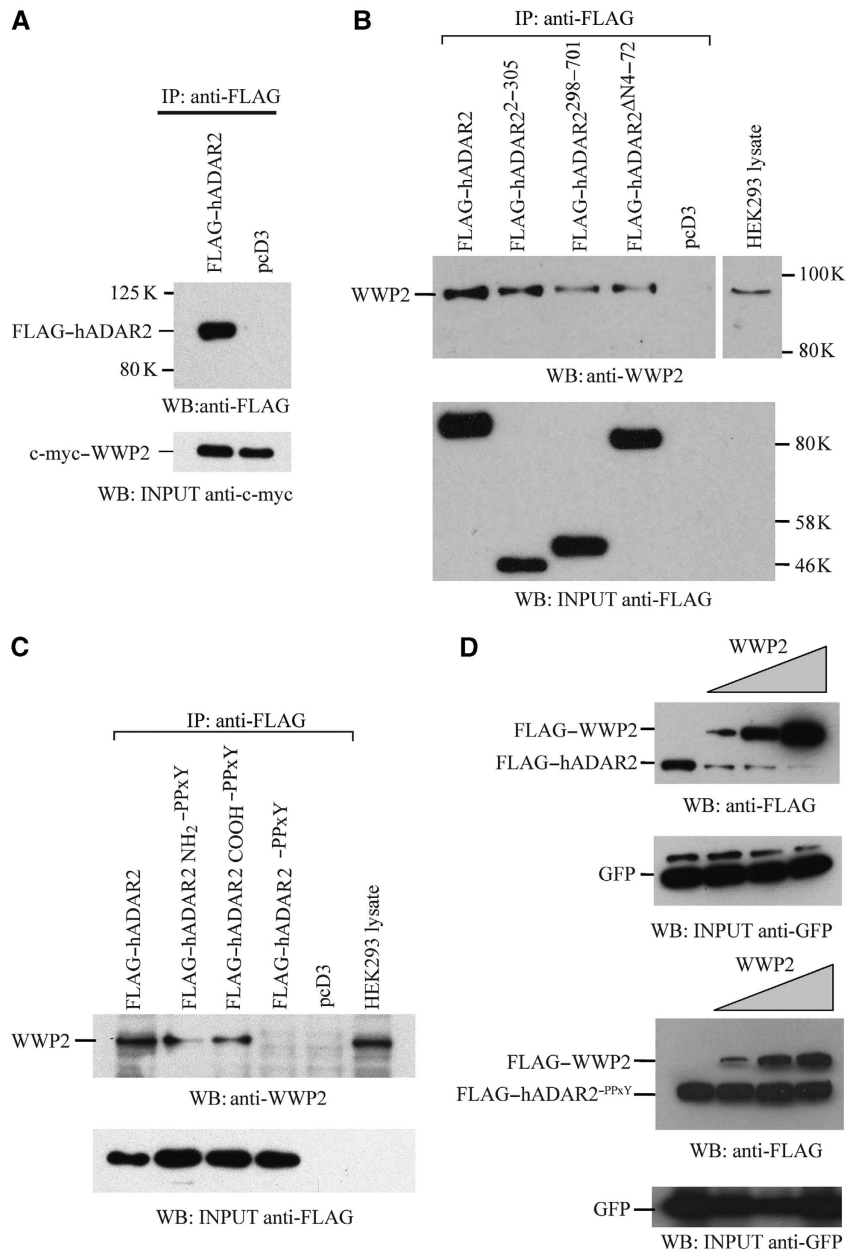 A
IP: anti-FLAG
FLAG-hADAR2
pcD3
125 K
FLAG-hADAR2
80 K
WB:anti-FLAG
c-myc-WWP2
WB: INPUT anti-c-myc
B
IP: anti-FLAG
FLAG-hADAR2
FLAG-hADAR2 2-305
FLAG-hADAR2 298-701
FLAG-hADAR2 ΔN4-72
pcD3
HEK293 lysate
WWP2
100 K
80 K
WB: anti-WWP2
80 K
58 K
46 K
WB: INPUT anti-FLAG
C
IP: anti-FLAG
FLAG-hADAR2
FLAG-hADAR2 NH2 -PPxY
FLAG-hADAR2 COOH -PPxY
FLAG-hADAR2 -PPxY
pcD3
HEK293 lysate
WWP2
WB: anti-WWP2
WB: INPUT anti-FLAG
D
WWP2
FLAG-WWP2
FLAG-hADAR2
WB: anti-FLAG
GFP
WB: INPUT anti-GFP
WWP2
FLAG-WWP2
FLAG-hADAR2 -PPxY
WB: anti-FLAG
GFP
WB: INPUT anti-GFP